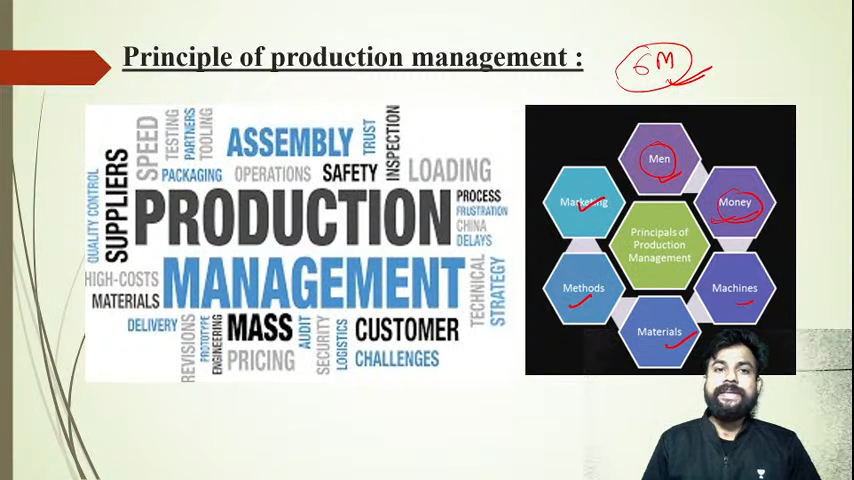 Principle of production management :
6M
SPEED
TESTING
PARTNERS
TOOLING
ASSEMBLY
TRUST
INSPECTION
QUALITY CONTROL
SUPPLIERS
PACKAGING
OPERATIONS
SAFETY
LOADING
PRODUCTION
PROCESS
FRUSTRATION
CHINA
DELAYS
HIGH-COSTS
MATERIALS
MANAGEMENT
TECHNICAL
STRATEGY
DELIVERY
REVISIONS
PROTOTYPE
ENGINEERING
MASS
PRICING
AUDIT
SECURITY
LOGISTICS
CUSTOMER
CHALLENGES
Men
Marketing
Money
Principals of
Production
Management
Methods
Machines
Materials